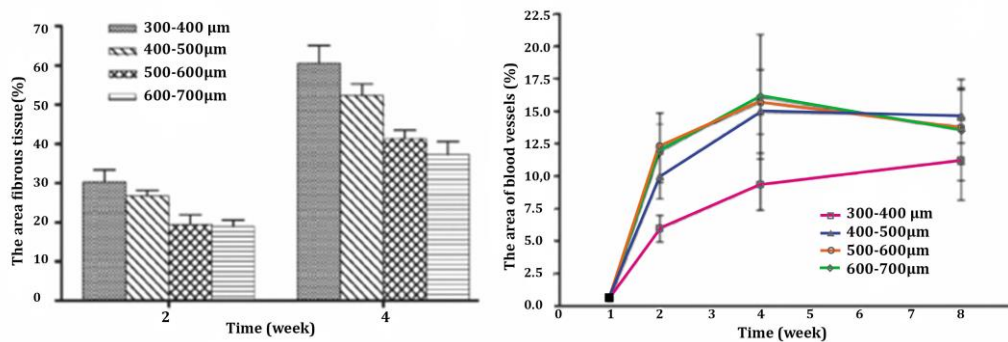 The area fibrous tissue(%)
70
60
50
40
30
20
10
0
300-400 µm
400-500µm
500-600µm
600-700µm
2
4
Time (week)
The area of blood vessels (%)
22.5
20.0
17.5
15.0
12.5
10,0
7.5
5.0
2.5
0.0
300-400 µm
400-500µm
500-600µm
600-700µm
0 1 2 3 4 5 6 7 8
Time (week)